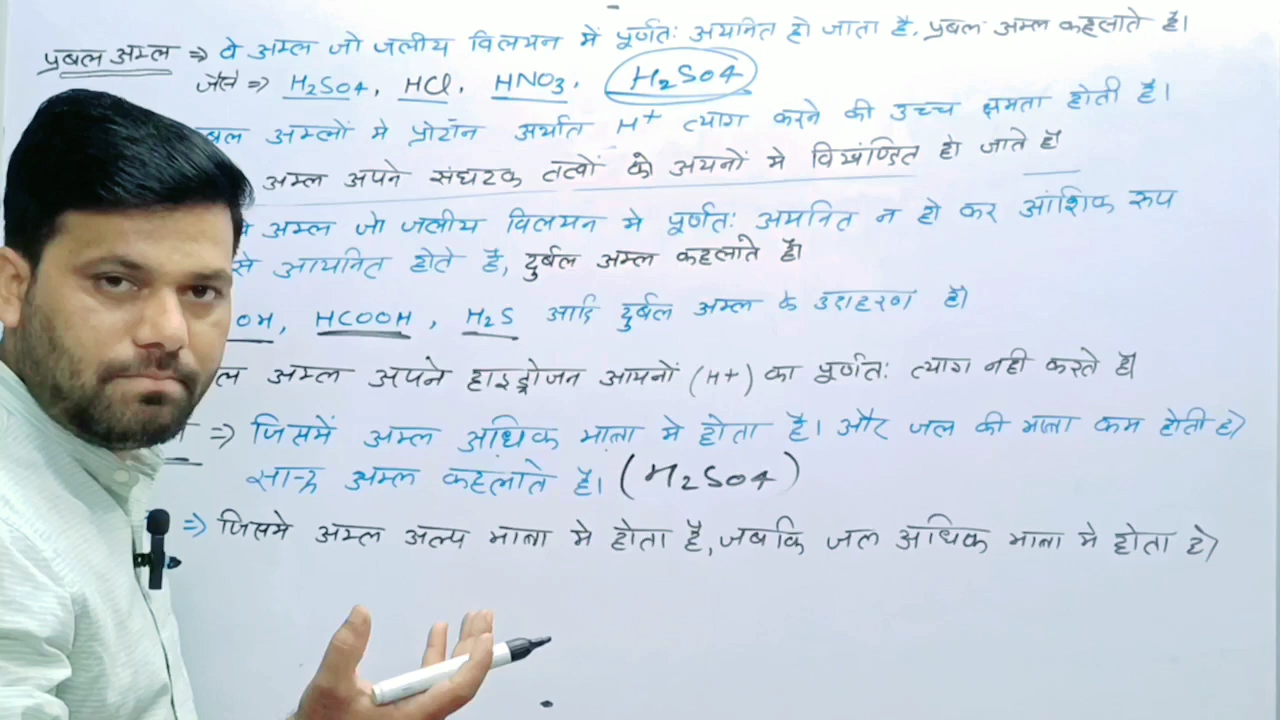 प्रबल अम्ल ⇒ वे अम्ल जो जलीय विलयन में पूर्णतः आयनित हो जाता है, प्रबल अम्ल कहलाते है।
जैसे ⇒ H2SO4, HCl, HNO3, H2SO4
बल अम्लों मे प्रोटॉन अर्थात H+ त्याग करने की उच्च क्षमता होती है।
अम्ल अपने संघटक तत्वों को अयनों मे विखण्डित हो जाते है
अम्ल जो जलीय विलयन मे पूर्णतः अयनित न हो कर आंशिक रूप
से आयनित होते है, दुर्बल अम्ल कहलाते है।
OH, HCOOH, H2S आदि दुर्बल अम्ल के उदाहरण है।
ल अम्ल अपने हाइड्रोजन आयनों (H+) का पूर्णतः त्याग नही करते है।
⇒ जिसमें अम्ल अधिक मात्रा मे होता है। और जल की मात्रा कम होती है
सान्द्र अम्ल कहलाते है। (H2SO4)
⇒ जिसमे अम्ल अल्प मात्रा मे होता है, जबकि जल अधिक मात्रा मे होता है